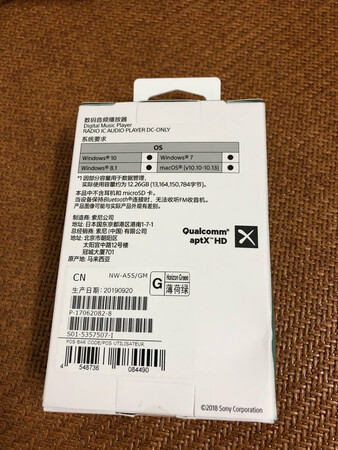 数码音频播放器
Digital Music Player
RADIO IC AUDIO PLAYER DC-ONLY
系统要求
OS
Windows® 10 ● Windows® 7 ●
Windows® 8.1 ● macOS® [v10.10-10.13] ●
*1 因部分容量用于数据管理,
实际使用容量约为 12.26GB (13,164,150,784字节).
本品中不含耳机和 microSD 卡。
当设备保持Bluetooth®连接时, 无法收听FM收音机。
产品图像可能与实际产品外观有差别。
制造商: 索尼公司
地址: 日本国东京都港区港南1-7-1
总经销商: 索尼 (中国) 有限公司
地址: 北京市朝阳区
太阳宫中路12号楼
冠城大厦701
原产地: 马来西亚
Qualcomm®
aptX™ HD
CN
NW-A55/GM
生产日期: 20190920
G
Horizon Green
薄荷绿
P-17062082-8
S01-5357507-1
POS BAR CODE/POS UTILISATEUR
4 548736 084490
©2018 Sony Corporation